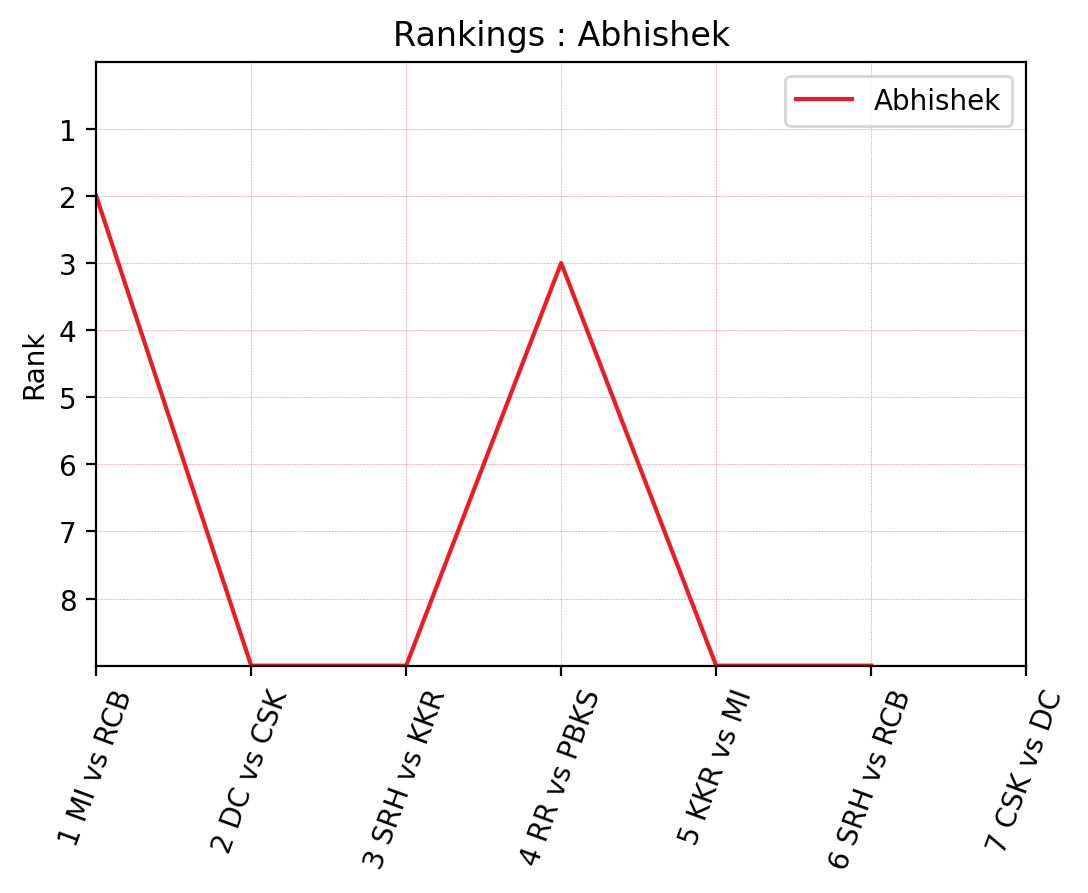 Rankings : Abhishek
Abhishek
Rank
1
2
3
4
5
6
7
8
1 MI vs RCB
2 DC vs CSK
3 SRH vs KKR
4 RR vs PBKS
5 KKR vs MI
6 SRH vs RCB
7 CSK vs DC